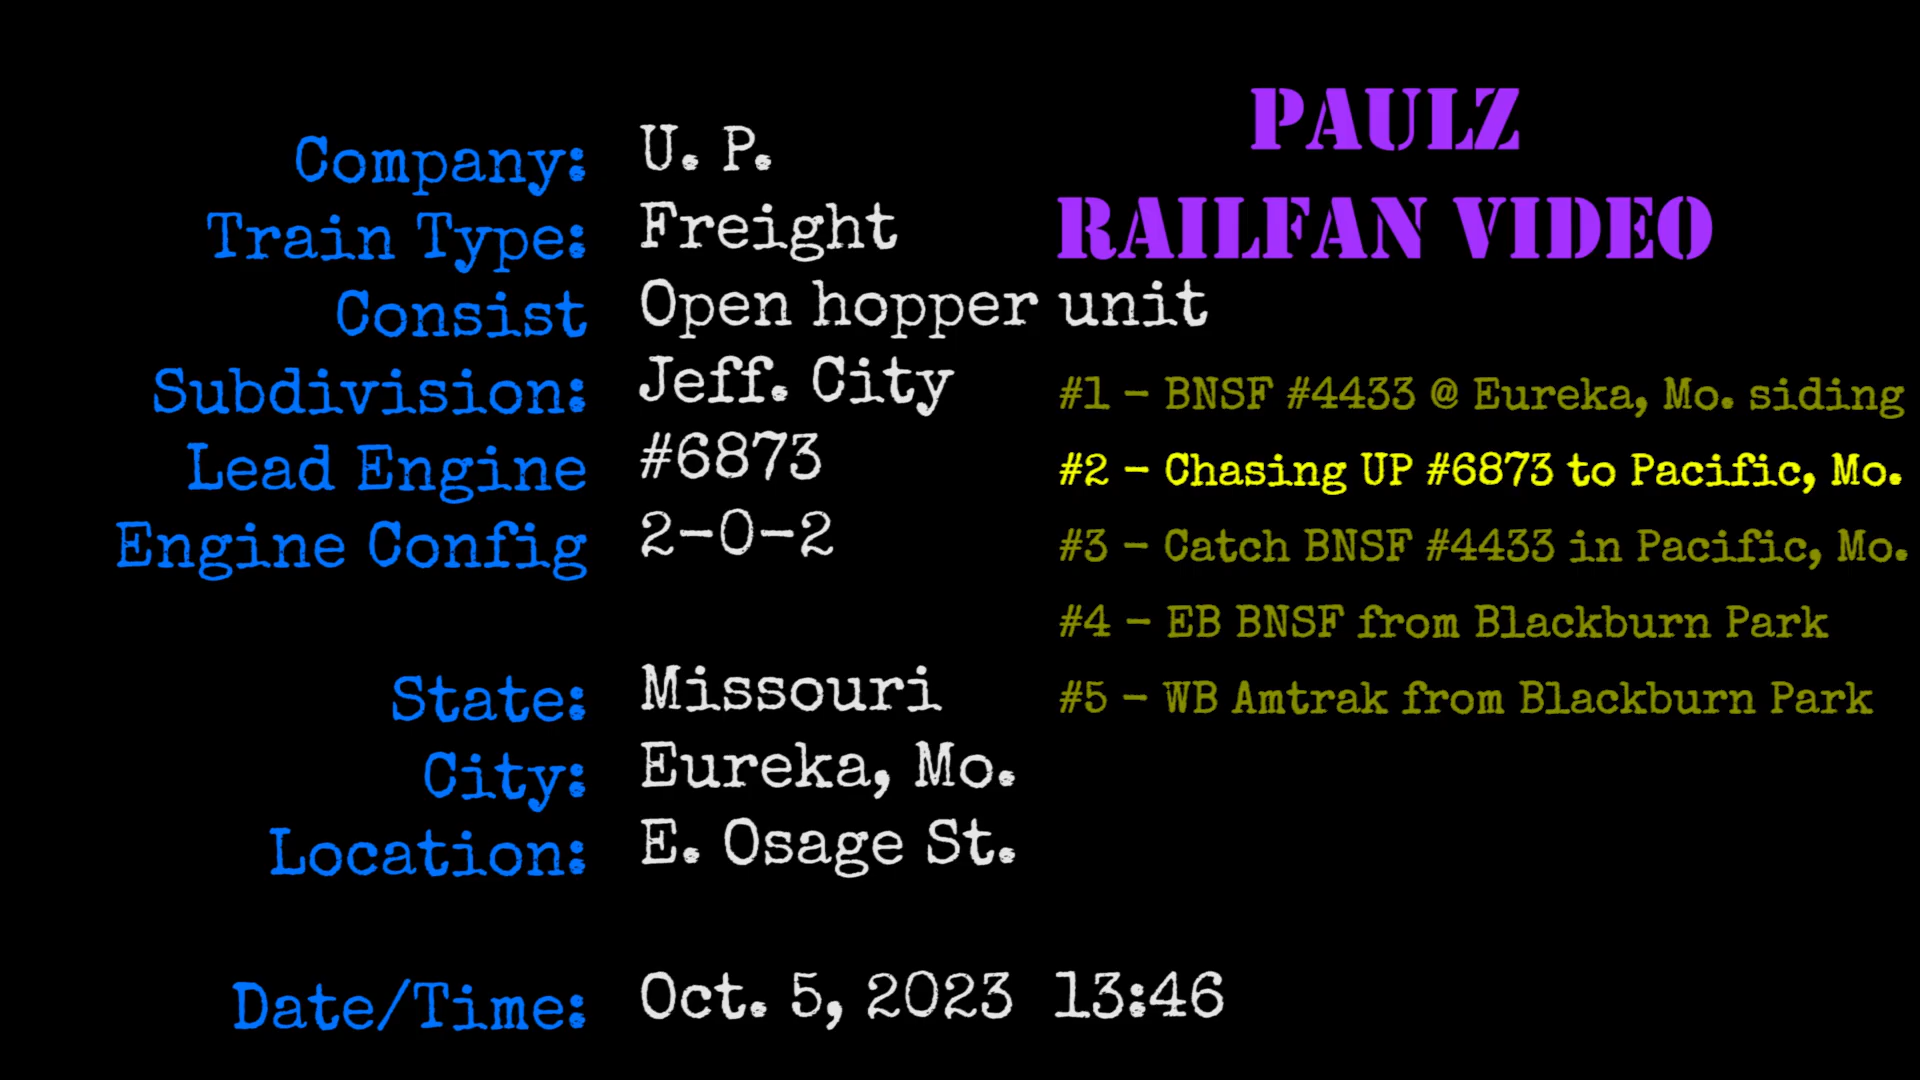 PAULZ
RAILFAN VIDEO
Company: U. P.
Train Type: Freight
Consist Open hopper unit
Subdivision: Jeff. City
Lead Engine #6873
Engine Config 2-0-2
State: Missouri
City: Eureka, Mo.
Location: E. Osage St.
Date/Time: Oct. 5, 2023 13:46
#1 - BNSF #4433 @ Eureka, Mo. siding
#2 - Chasing UP #6873 to Pacific, Mo.
#3 - Catch BNSF #4433 in Pacific, Mo.
#4 - EB BNSF from Blackburn Park
#5 - WB Amtrak from Blackburn Park